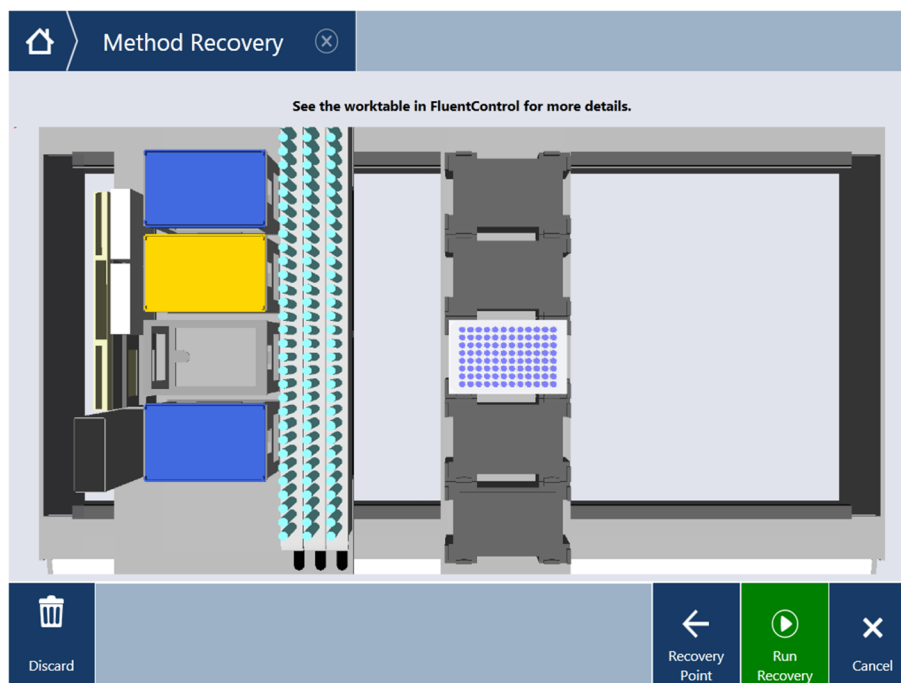 Method Recovery
See the worktable in FluentControl for more details.
Discard
Recovery
Point
Run
Recovery
Cancel